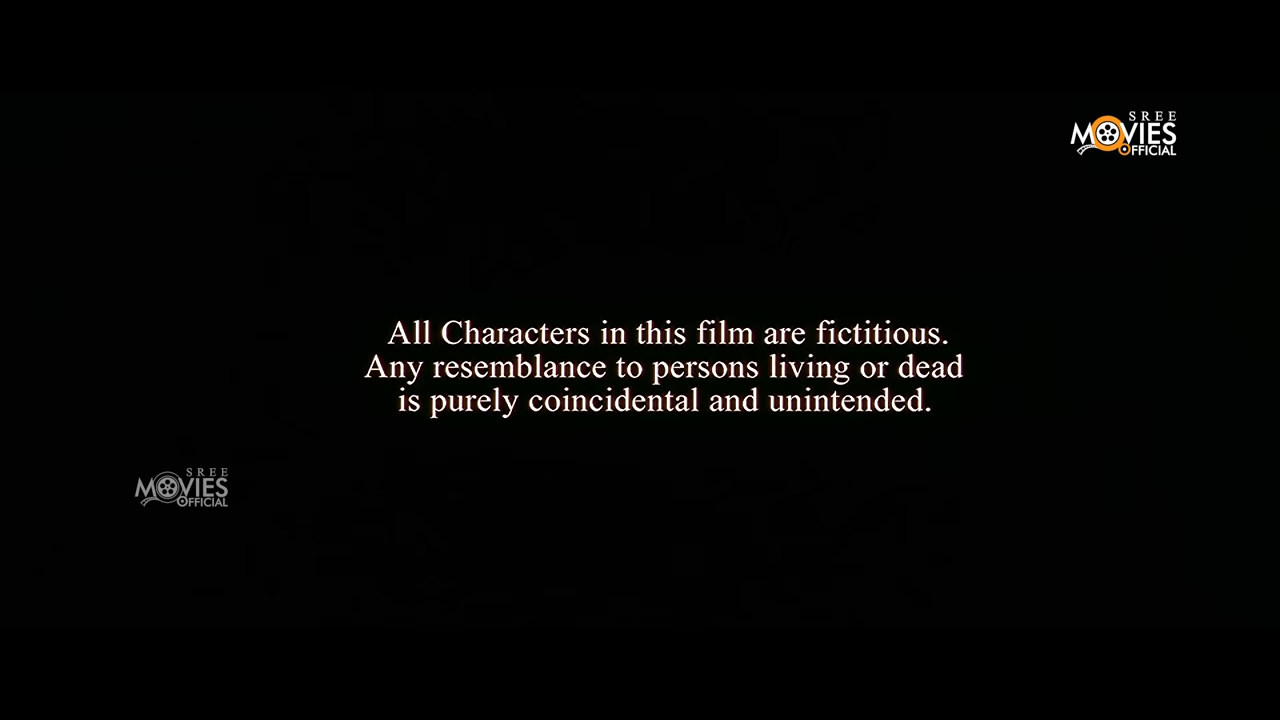 SREE
MOVIES
OFFICIAL
All Characters in this film are fictitious.
Any resemblance to persons living or dead
is purely coincidental and unintended.
SREE
MOVIES
OFFICIAL